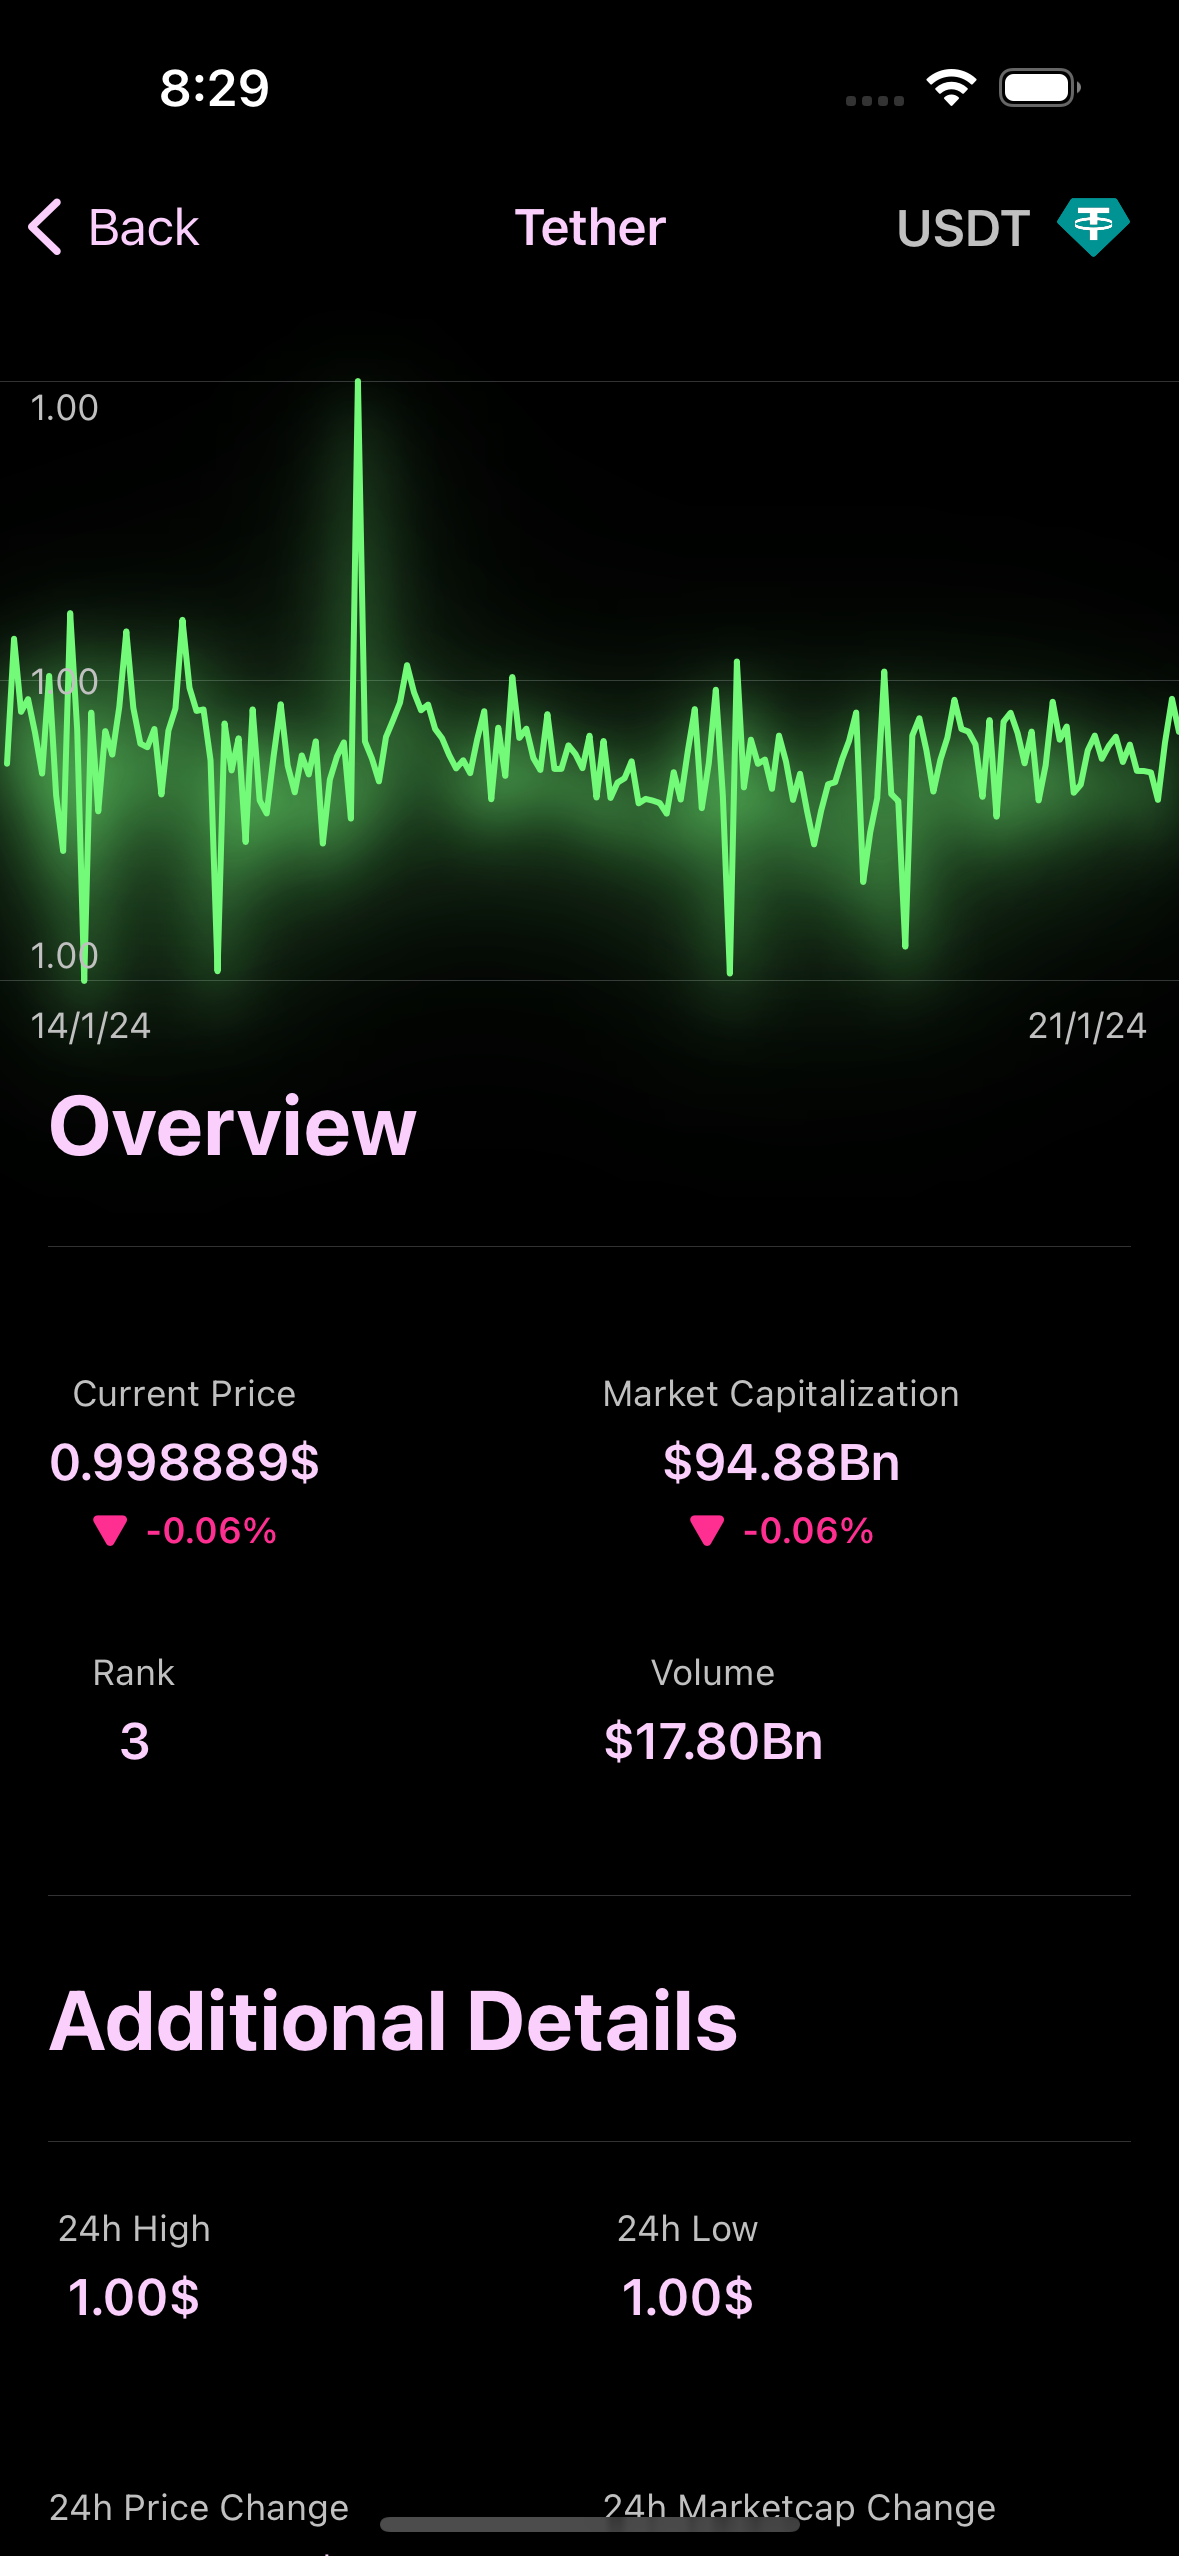 8:29
Back
Tether
USDT
1.00
1.00
1.00
14/1/24
21/1/24
Overview
Current Price
Market Capitalization
0.998889$
$94.88Bn
-0.06%
-0.06%
Rank
Volume
3
$17.80Bn
Additional Details
24h High
24h Low
1.00$
1.00$
24h Price Change
24h Marketcap Change